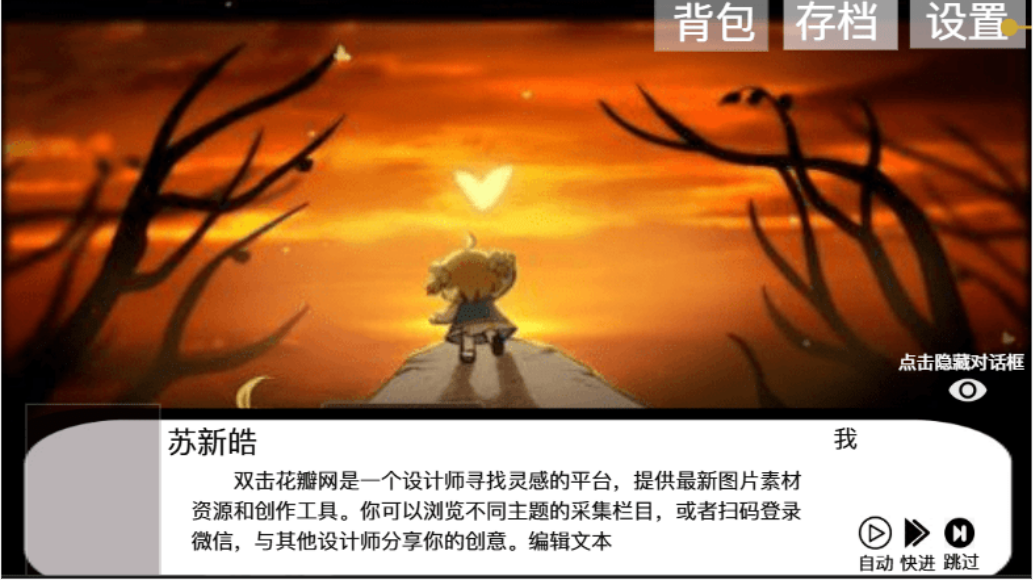 背包 存档 设置
点击隐藏对话框
苏新皓 我
双击花瓣网是一个设计师寻找灵感的平台，提供最新图片素材
资源和创作工具。你可以浏览不同主题的采集栏目，或者扫码登录
微信，与其他设计师分享你的创意。编辑文本
自动 快进 跳过